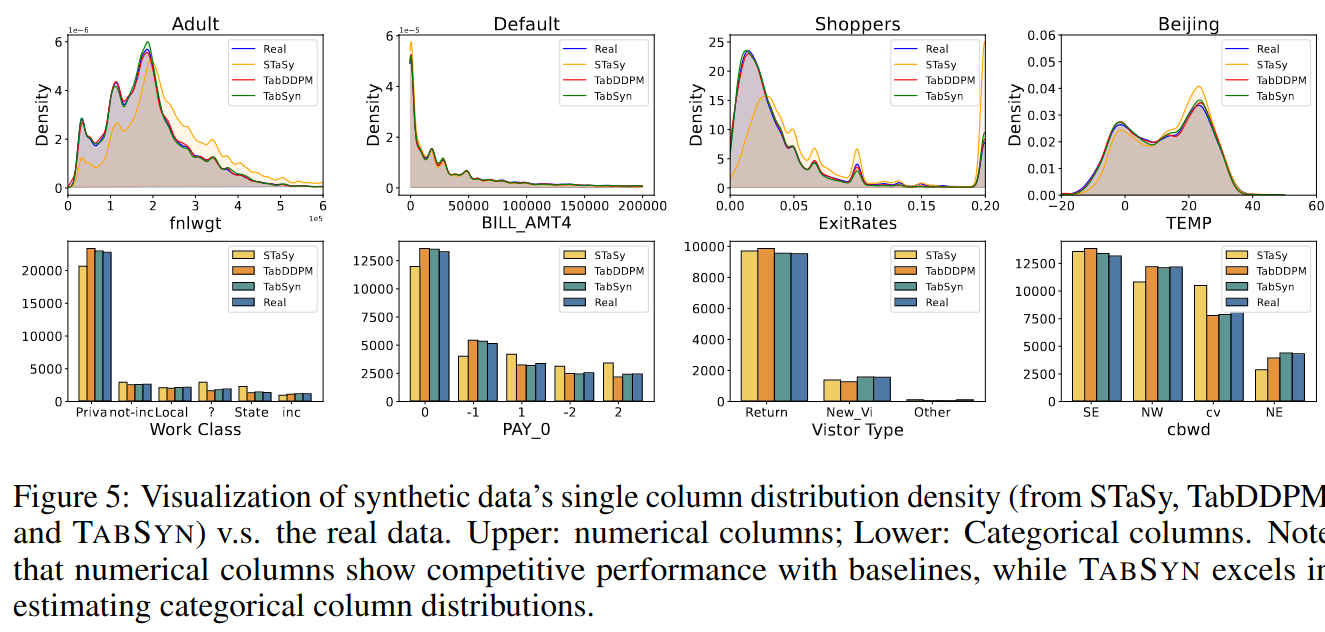 Adult
Default
Shoppers
Beijing
1e−6
6
4
2
0
Density
0
1
2
3
4
5
6
1e5
fnlwgt
Real
STaSy
TabDDPM
TabSyn
1e−5
6
4
2
0
Density
0
50000
100000
150000
200000
BILL_AMT4
Real
STaSy
TabDDPM
TabSyn
25
20
15
10
5
0
Density
0.00
0.05
0.10
0.15
0.20
ExitRates
Real
STaSy
TabDDPM
TabSyn
0.06
0.05
0.04
0.03
0.02
0.01
0.00
Density
−20
0
20
40
60
TEMP
Real
STaSy
TabDDPM
TabSyn
20000
15000
10000
5000
0
Priva
not-inc
Local
?
State
inc
Work Class
STaSy
TabDDPM
TabSyn
Real
12500
10000
7500
5000
2500
0
0
-1
1
-2
2
PAY_0
STaSy
TabDDPM
TabSyn
Real
10000
8000
6000
4000
2000
0
Return
New_Vi
Other
Vistor Type
STaSy
TabDDPM
TabSyn
Real
12500
10000
7500
5000
2500
0
SE
NW
cv
NE
cbwd
STaSy
TabDDPM
TabSyn
Real
Figure 5: Visualization of synthetic data's single column distribution density (from STaSy, TabDDPM
and TABSYN) v.s. the real data. Upper: numerical columns; Lower: Categorical columns. Note
that numerical columns show competitive performance with baselines, while TABSYN excels in
estimating categorical column distributions.